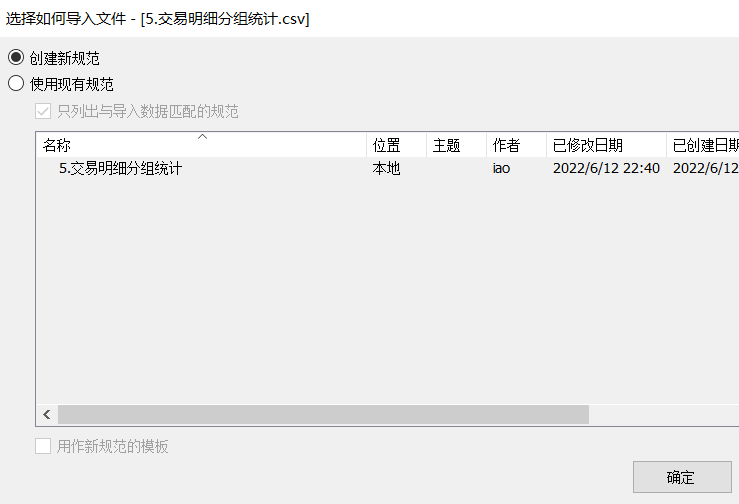 选择如何导入文件 - [5.交易明细分组统计.csv]
创建新规范
使用现有规范
只列出与导入数据匹配的规范
名称 位置 主题 作者 已修改日期 已创建日期
5.交易明细分组统计 本地 iao 2022/6/12 22:40 2022/6/12
用作新规范的模板
确定